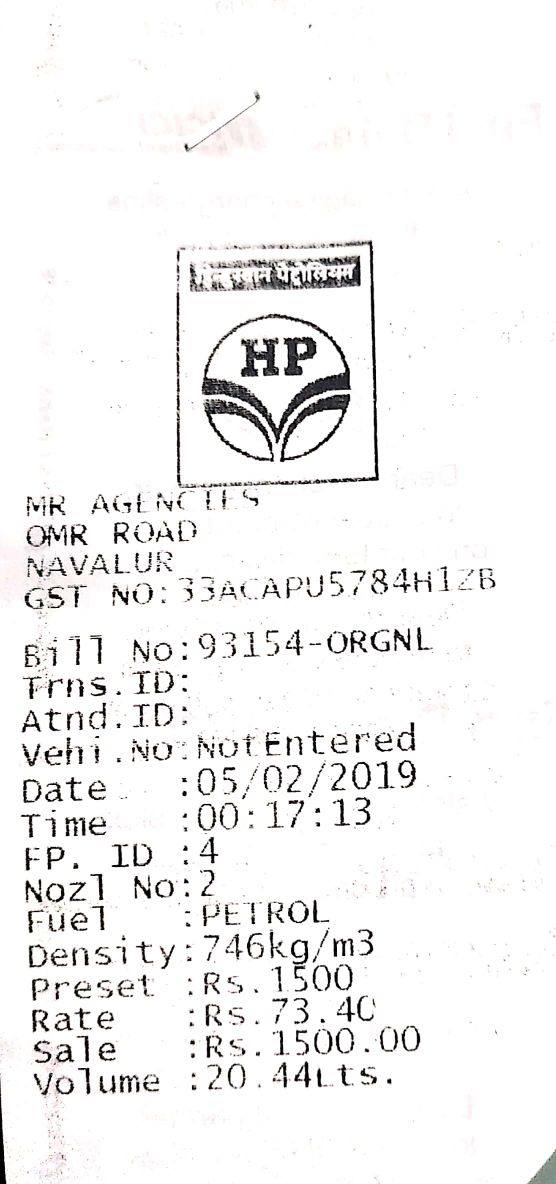 हिन्दुस्तान पेट्रोलियम
HP
MR AGENCIES
OMR ROAD
NAVALUR
GST NO:33ACAPU5784H1ZB
Bill No:93154-ORGNL
Trns.ID:
Atnd.ID:
Vehi.No:NotEntered
Date :05/02/2019
Time :00:17:13
FP. ID :4
Nozl No:2
Fuel :PETROL
Density:746kg/m3
Preset :Rs.1500
Rate :Rs.73.40
Sale :Rs.1500.00
Volume :20.44Lts.